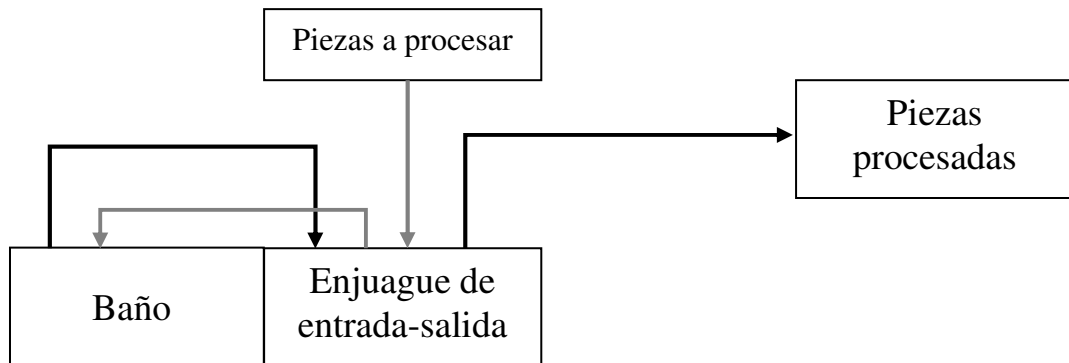 Piezas a procesar
Piezas
procesadas
Baño
Enjuague de
entrada-salida